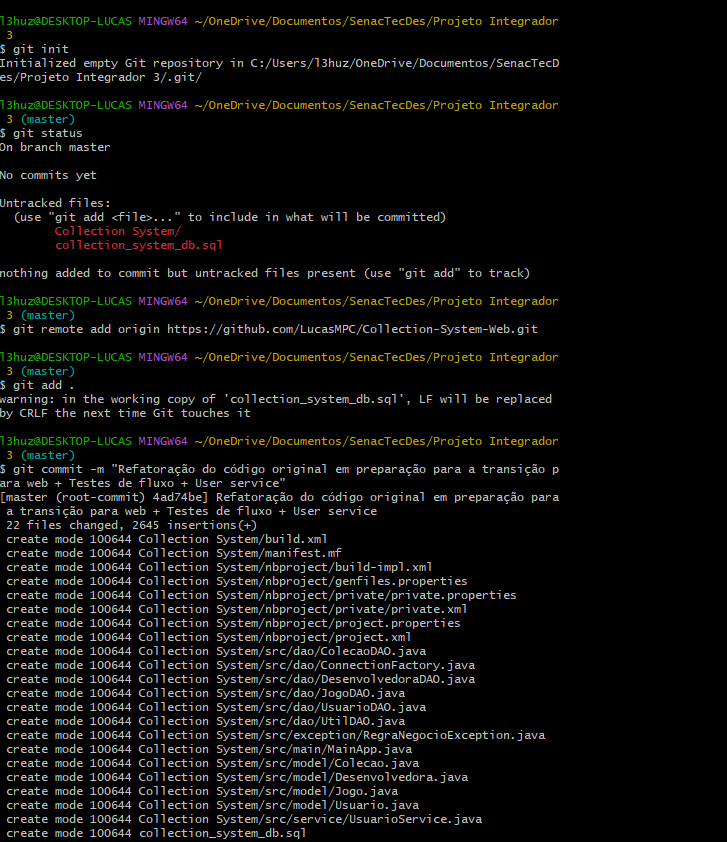 l3huz@DESKTOP-LUCAS MINGW64 ~/OneDrive/Documentos/SenacTecDes/Projeto Integrador
 3
$ git init
Initialized empty Git repository in C:/Users/l3huz/OneDrive/Documentos/SenacTecD
es/Projeto Integrador 3/.git/

l3huz@DESKTOP-LUCAS MINGW64 ~/OneDrive/Documentos/SenacTecDes/Projeto Integrador
 3 (master)
$ git status
On branch master

No commits yet

Untracked files:
  (use "git add <file>..." to include in what will be committed)
        Collection System/
        collection_system_db.sql

nothing added to commit but untracked files present (use "git add" to track)

l3huz@DESKTOP-LUCAS MINGW64 ~/OneDrive/Documentos/SenacTecDes/Projeto Integrador
 3 (master)
$ git remote add origin https://github.com/LucasMPC/Collection-System-Web.git

l3huz@DESKTOP-LUCAS MINGW64 ~/OneDrive/Documentos/SenacTecDes/Projeto Integrador
 3 (master)
$ git add .
warning: in the working copy of 'collection_system_db.sql', LF will be replaced
by CRLF the next time Git touches it

l3huz@DESKTOP-LUCAS MINGW64 ~/OneDrive/Documentos/SenacTecDes/Projeto Integrador
 3 (master)
$ git commit -m "Refatoração do código original em preparação para a transição p
ara web + Testes de fluxo + User service"
[master (root-commit) 4ad74be] Refatoração do código original em preparação para
 a transição para web + Testes de fluxo + User service
 22 files changed, 2645 insertions(+)
 create mode 100644 Collection System/build.xml
 create mode 100644 Collection System/manifest.mf
 create mode 100644 Collection System/nbproject/build-impl.xml
 create mode 100644 Collection System/nbproject/genfiles.properties
 create mode 100644 Collection System/nbproject/private/private.properties
 create mode 100644 Collection System/nbproject/private/private.xml
 create mode 100644 Collection System/nbproject/project.properties
 create mode 100644 Collection System/nbproject/project.xml
 create mode 100644 Collection System/src/dao/ColecaoDAO.java
 create mode 100644 Collection System/src/dao/ConnectionFactory.java
 create mode 100644 Collection System/src/dao/DesenvolvedoraDAO.java
 create mode 100644 Collection System/src/dao/JogoDAO.java
 create mode 100644 Collection System/src/dao/UsuarioDAO.java
 create mode 100644 Collection System/src/dao/UtilDAO.java
 create mode 100644 Collection System/src/exception/RegraNegocioException.java
 create mode 100644 Collection System/src/main/MainApp.java
 create mode 100644 Collection System/src/model/Colecao.java
 create mode 100644 Collection System/src/model/Desenvolvedora.java
 create mode 100644 Collection System/src/model/Jogo.java
 create mode 100644 Collection System/src/model/Usuario.java
 create mode 100644 Collection System/src/service/UsuarioService.java
 create mode 100644 collection_system_db.sql